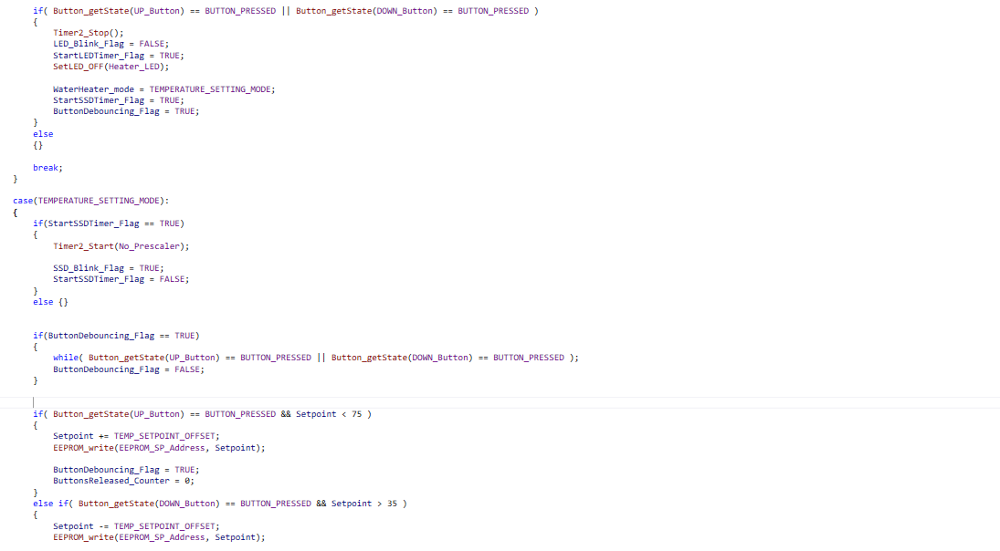 if( Button_getState(UP_Button) == BUTTON_PRESSED || Button_getState(DOWN_Button) == BUTTON_PRESSED )
{
Timer2_Stop();
LED_Blink_Flag = FALSE;
StartLEDTimer_Flag = TRUE;
SetLED_OFF(Heater_LED);
WaterHeater_mode = TEMPERATURE_SETTING_MODE;
StartSSDTimer_Flag = TRUE;
ButtonDebouncing_Flag = TRUE;
}
else
{}
break;
}
case(TEMPERATURE_SETTING_MODE):
{
if(StartSSDTimer_Flag == TRUE)
{
Timer2_Start(No_Prescaler);
SSD_Blink_Flag = TRUE;
StartSSDTimer_Flag = FALSE;
}
else {}
if(ButtonDebouncing_Flag == TRUE)
{
while( Button_getState(UP_Button) == BUTTON_PRESSED || Button_getState(DOWN_Button) == BUTTON_PRESSED );
ButtonDebouncing_Flag = FALSE;
}
if( Button_getState(UP_Button) == BUTTON_PRESSED && Setpoint < 75 )
{
Setpoint += TEMP_SETPOINT_OFFSET;
EEPROM_write(EEPROM_SP_Address, Setpoint);
ButtonDebouncing_Flag = TRUE;
ButtonsReleased_Counter = 0;
}
else if( Button_getState(DOWN_Button) == BUTTON_PRESSED && Setpoint > 35 )
{
Setpoint -= TEMP_SETPOINT_OFFSET;
EEPROM_write(EEPROM_SP_Address, Setpoint);